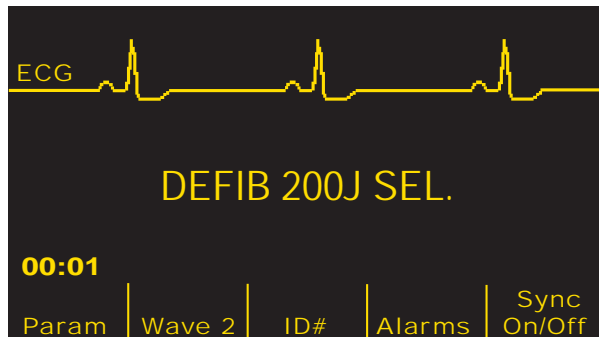 ECG
DEFIB 200J SEL.
00:01
Param Wave 2 ID# Alarms Sync On/Off